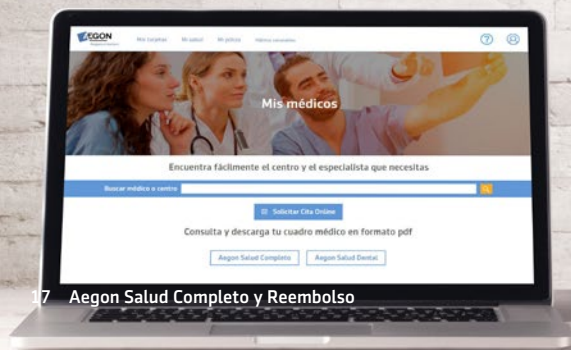 AEGON
Mis tarjetas Mi salud Mi póliza
Mis médicos
Encuentra fácilmente el centro y el especialista que necesitas
Buscar médico o centro
Solicitar Cita Online
Consulta y descarga tu cuadro médico en formato pdf
Aegon Salud Completo Aegon Salud Dental
17 Aegon Salud Completo y Reembolso